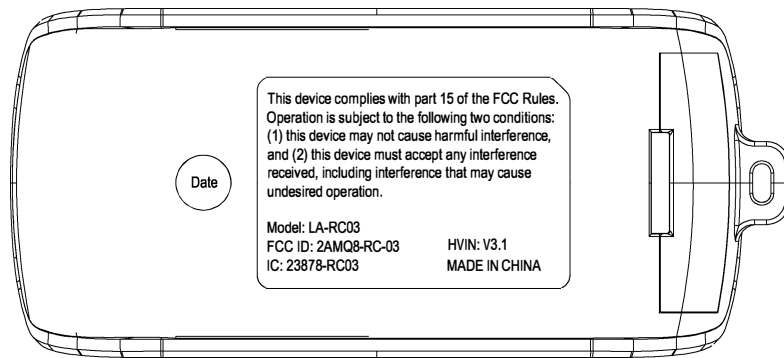 This device complies with part 15 of the FCC Rules.
Operation is subject to the following two conditions:
(1) this device may not cause harmful interference,
and (2) this device must accept any interference
received, including interference that may cause
undesired operation.
Date
Model: LA-RC03
FCC ID: 2AMQ8-RC-03 HVIN: V3.1
IC: 23878-RC03 MADE IN CHINA